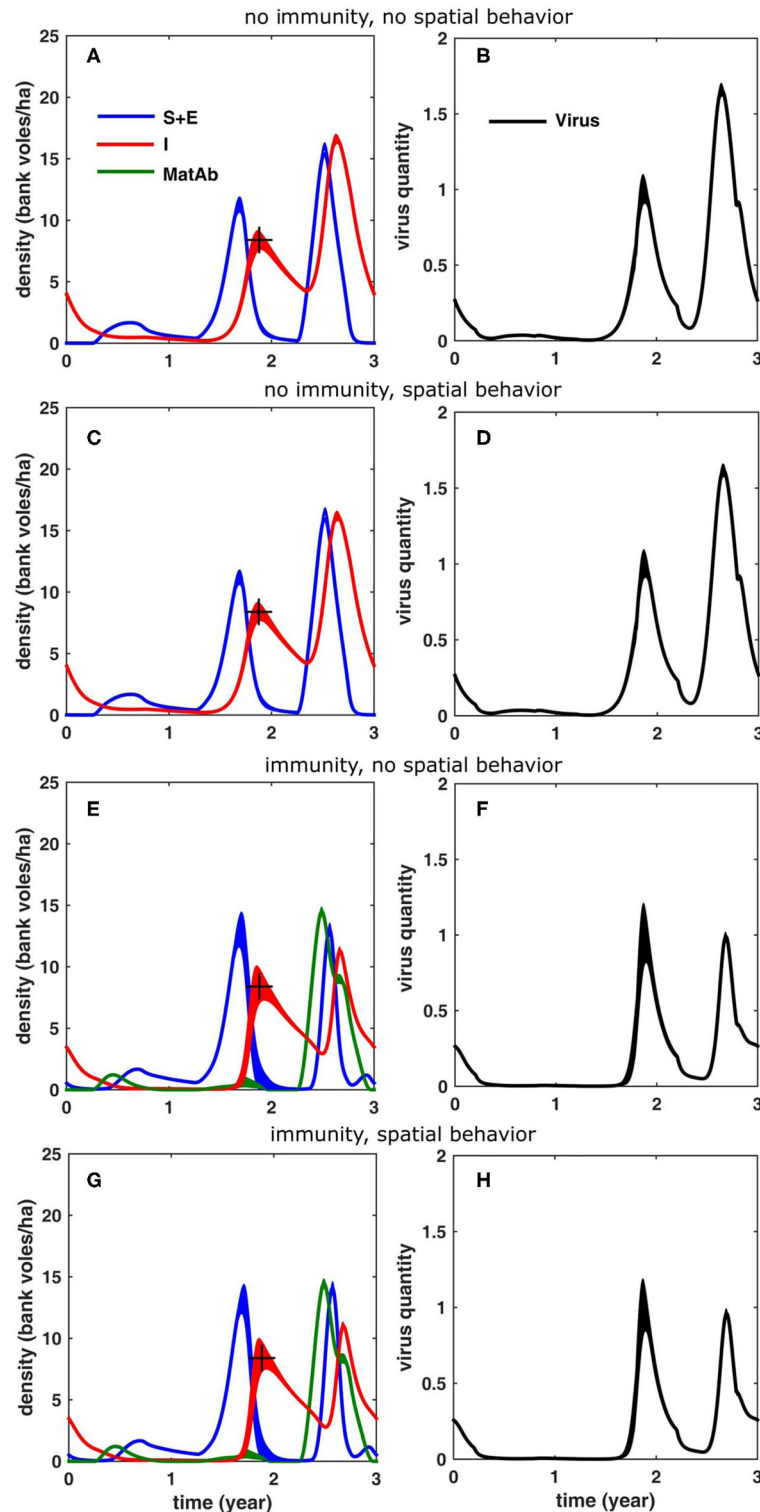 no immunity, no spatial behavior
A
25
20
15
10
5
0
density (bank voles/ha)
S+E
I
MatAb
0 1 2 3
B
2
1.5
1
0.5
0
virus quantity
Virus
0 1 2 3
no immunity, spatial behavior
C
25
20
15
10
5
0
density (bank voles/ha)
0 1 2 3
D
2
1.5
1
0.5
0
virus quantity
0 1 2 3
immunity, no spatial behavior
E
25
20
15
10
5
0
density (bank voles/ha)
0 1 2 3
F
2
1.5
1
0.5
0
virus quantity
0 1 2 3
immunity, spatial behavior
G
25
20
15
10
5
0
density (bank voles/ha)
0 1 2 3
time (year)
H
2
1.5
1
0.5
0
virus quantity
0 1 2 3
time (year)